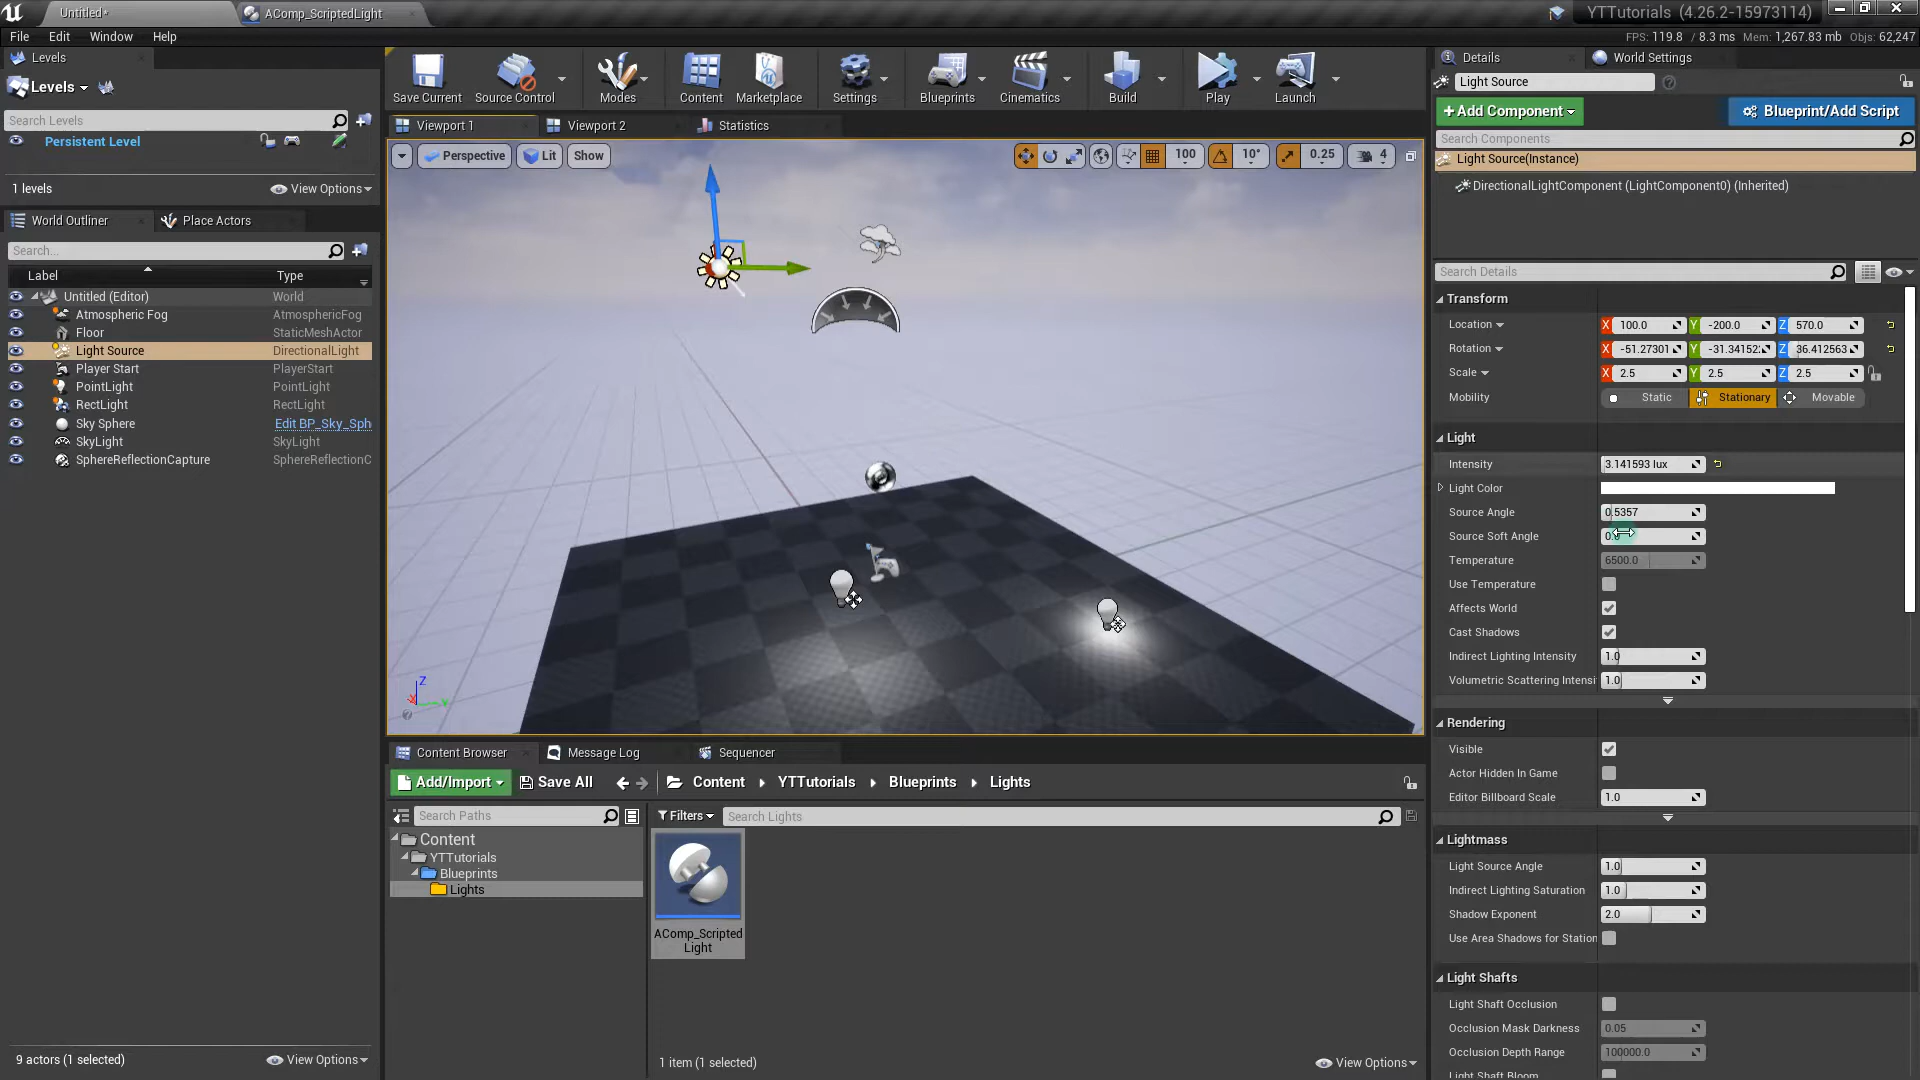 Untitled*
AComp_ScriptedLight
YTTutorials (4.26.2-15973114)
File Edit Window Help
FPS: 119.8 / 8.3 ms Mem: 1,267.83 mb Objs: 62,247
Levels
Levels
Search Levels
Persistent Level
1 levels
View Options
World Outliner
Place Actors
Search...
Label Type
Untitled (Editor) World
Atmospheric Fog AtmosphericFog
Floor StaticMeshActor
Light Source DirectionalLight
Player Start PlayerStart
PointLight PointLight
RectLight RectLight
Sky Sphere Edit BP_Sky_Sph
SkyLight SkyLight
SphereReflectionCapture SphereReflectionC
9 actors (1 selected)
View Options
Save Current
Source Control
Modes
Content
Marketplace
Settings
Blueprints
Cinematics
Build
Play
Launch
Viewport 1
Viewport 2
Statistics
Perspective
Lit
Show
100
10°
0.25
4
Z
X
Y
Content Browser
Message Log
Sequencer
Add/Import
Save All
Content
YTTutorials
Blueprints
Lights
Search Paths
Filters
Search Lights
Content
YTTutorials
Blueprints
Lights
AComp_Scripted
Light
1 item (1 selected)
View Options
Details
World Settings
Light Source
+Add Component
Blueprint/Add Script
Search Components
Light Source(Instance)
DirectionalLightComponent (LightComponent0) (Inherited)
Search Details
Transform
Location X 100.0 Y -200.0 Z 570.0
Rotation X -51.27301 Y -31.34152 Z 36.412563
Scale X 2.5 Y 2.5 Z 2.5
Mobility Static Stationary Movable
Light
Intensity 3.141593 lux
Light Color
Source Angle 0.5357
Source Soft Angle
Temperature 6500.0
Use Temperature
Affects World
Cast Shadows
Indirect Lighting Intensity 1.0
Volumetric Scattering Intensi 1.0
Rendering
Visible
Actor Hidden In Game
Editor Billboard Scale 1.0
Lightmass
Light Source Angle 1.0
Indirect Lighting Saturation 1.0
Shadow Exponent 2.0
Use Area Shadows for Station
Light Shafts
Light Shaft Occlusion
Occlusion Mask Darkness 0.05
Occlusion Depth Range 100000.0
Light Shaft Bloom